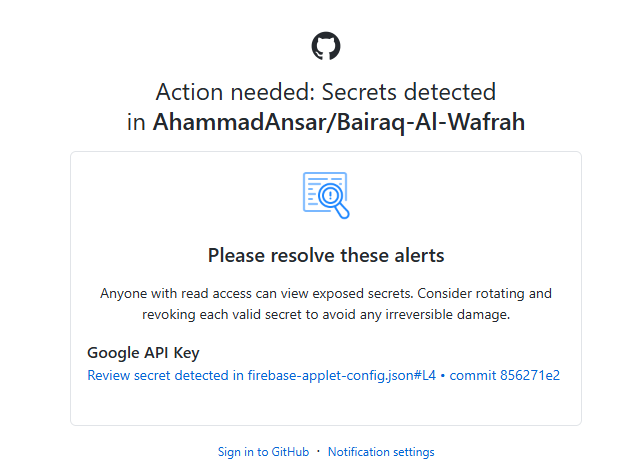 Action needed: Secrets detected
in AhammadAnsar/Bairaq-Al-Wafrah
Please resolve these alerts
Anyone with read access can view exposed secrets. Consider rotating and
revoking each valid secret to avoid any irreversible damage.
Google API Key
Review secret detected in firebase-applet-config.json#L4 • commit 856271e2
Sign in to GitHub · Notification settings